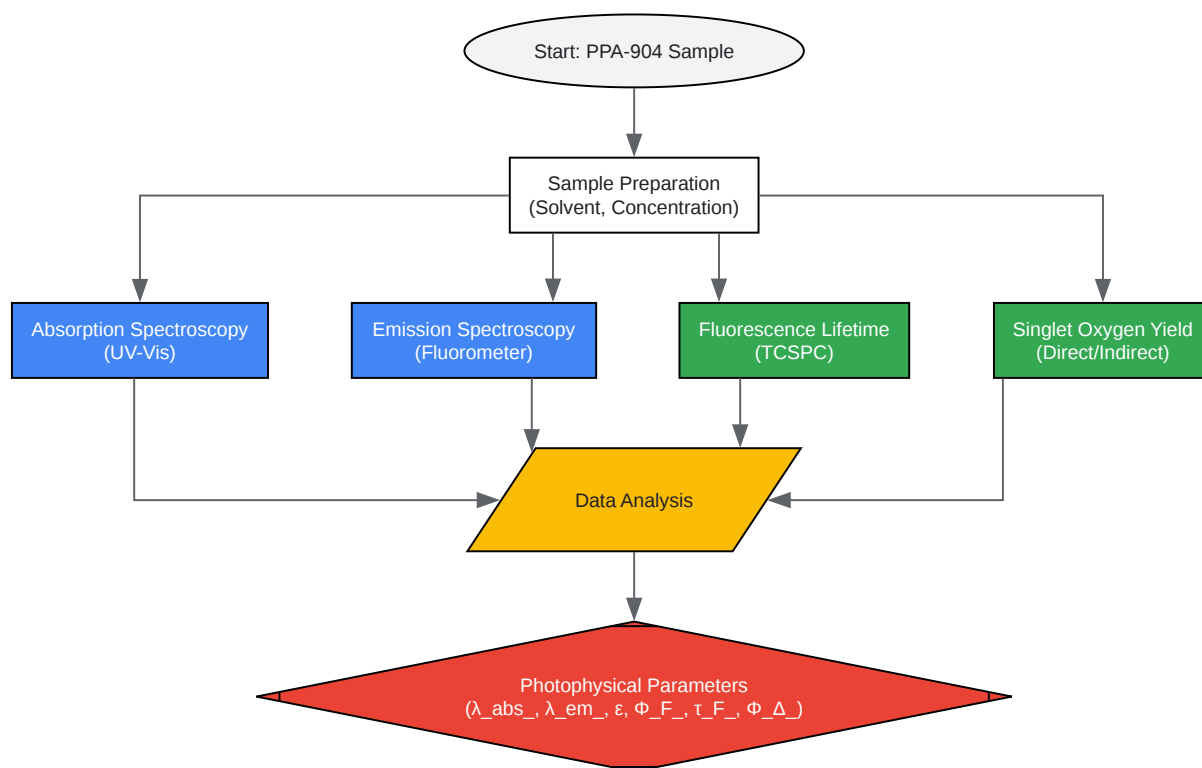 Start: PPA-904 Sample
Sample Preparation
(Solvent, Concentration)
Absorption Spectroscopy
(UV-Vis)
Emission Spectroscopy
(Fluorometer)
Fluorescence Lifetime
(TCSPC)
Singlet Oxygen Yield
(Direct/Indirect)
Data Analysis
Photophysical Parameters
(λ_abs_, λ_em_, ε, Φ_F_, τ_F_, Φ_Δ_)